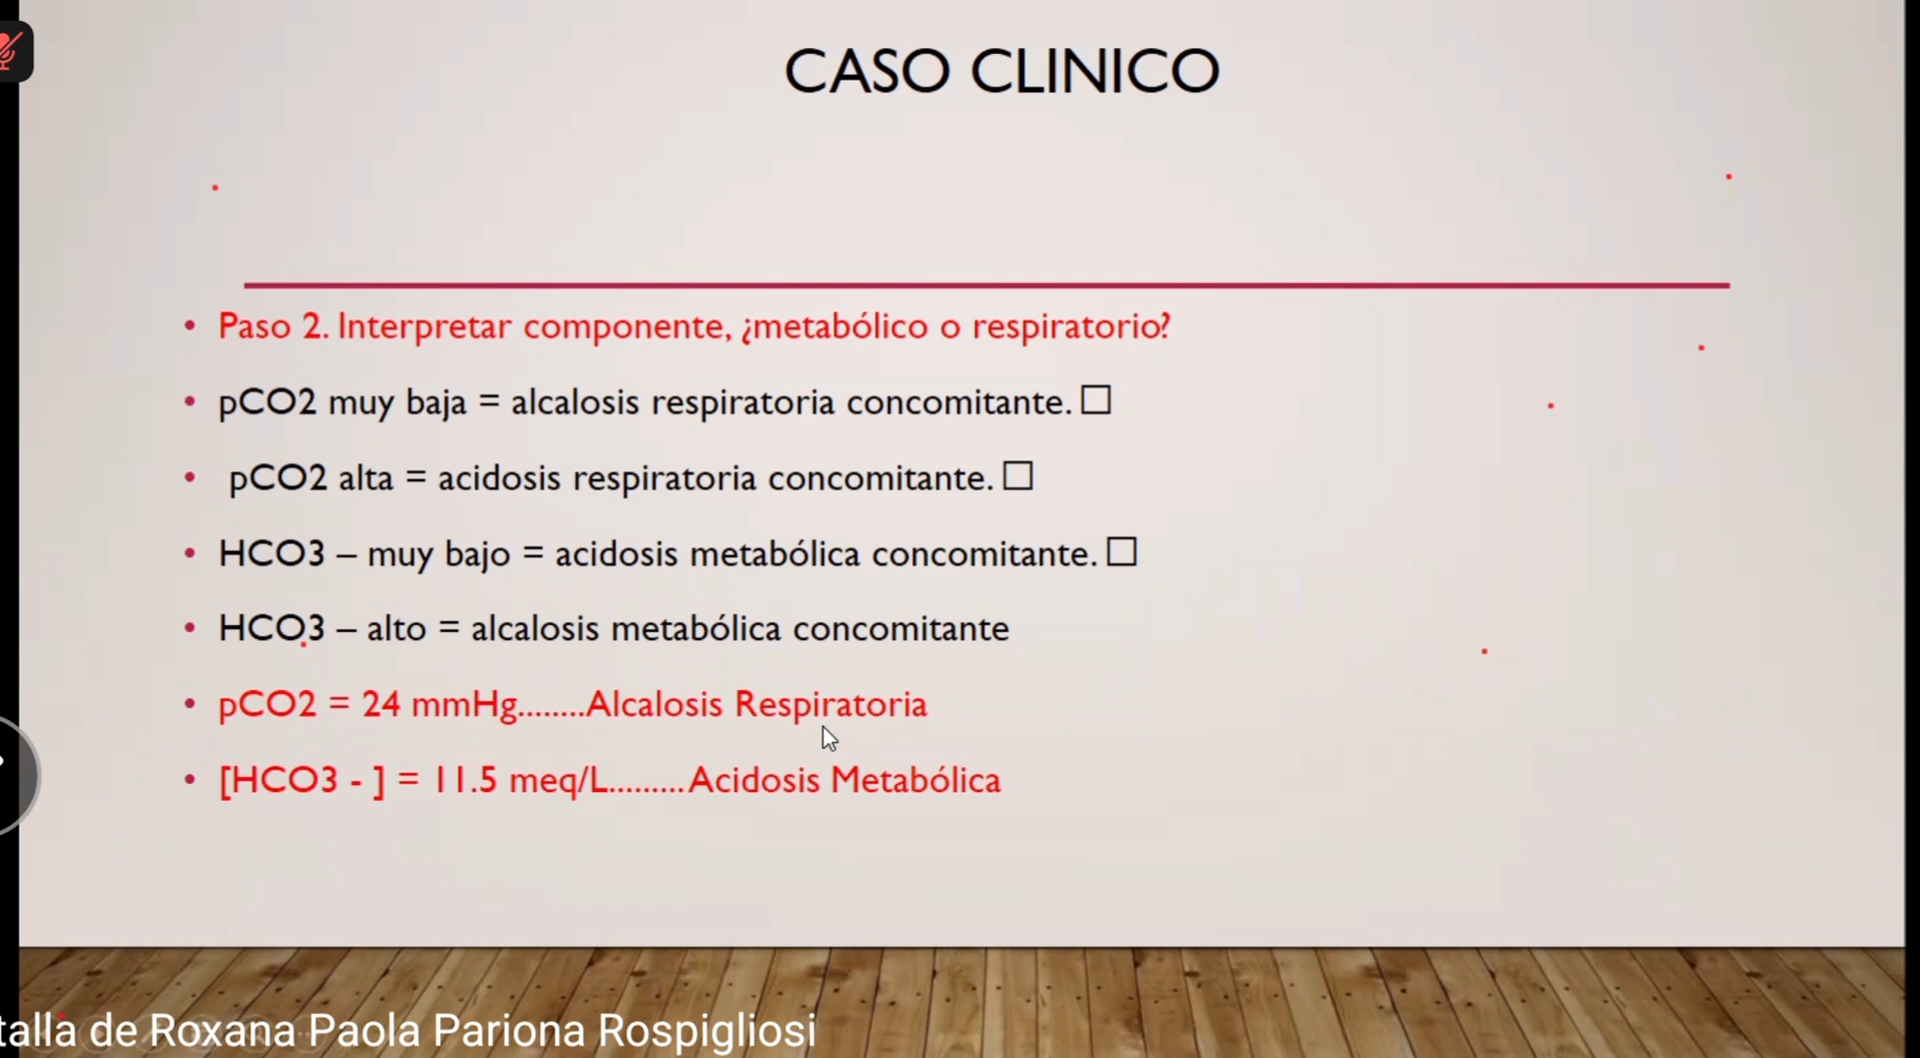 CASO CLINICO
• Paso 2. Interpretar componente, ¿metabólico o respiratorio?
• pCO2 muy baja = alcalosis respiratoria concomitante. ☐
• pCO2 alta = acidosis respiratoria concomitante. ☐
• HCO3 – muy bajo = acidosis metabólica concomitante. ☐
• HCO3 – alto = alcalosis metabólica concomitante
• pCO2 = 24 mmHg........Alcalosis Respiratoria
• [HCO3 - ] = 11.5 meq/L.........Acidosis Metabólica
talla de Roxana Paola Pariona Rospigliosi